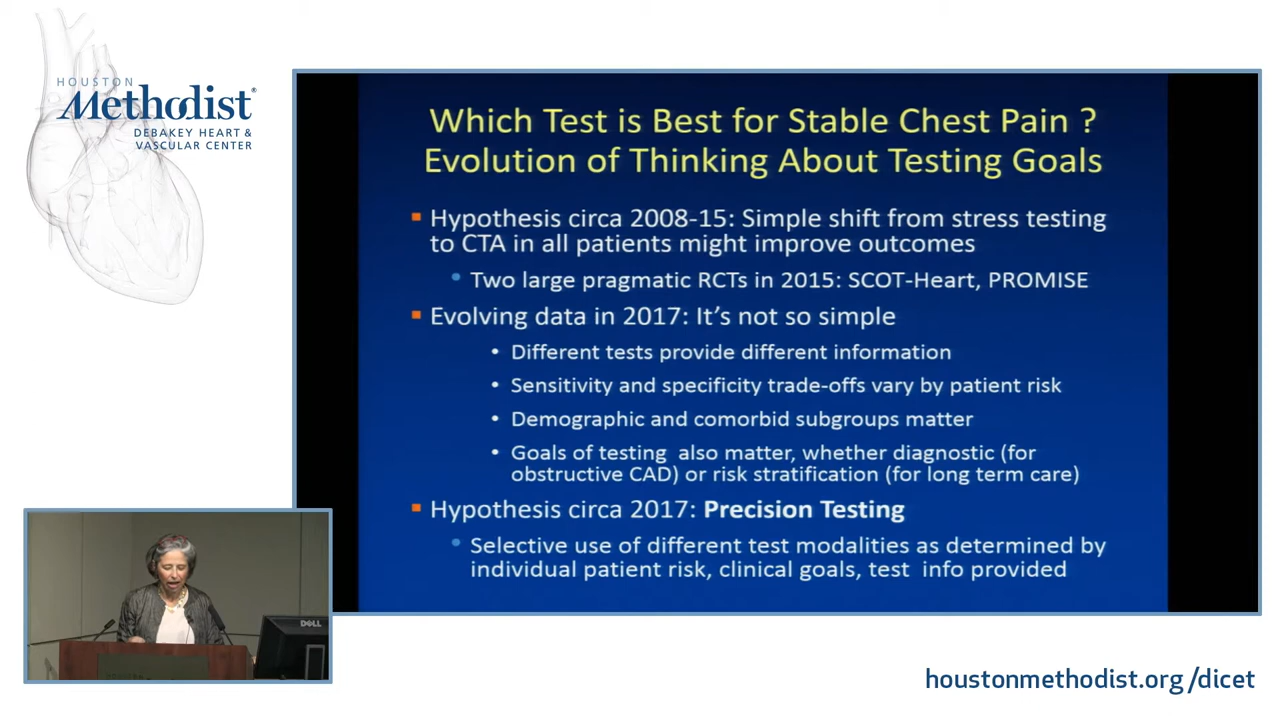 HOUSTON
Methodist®
DEBAKEY HEART &
VASCULAR CENTER
Which Test is Best for Stable Chest Pain ?
Evolution of Thinking About Testing Goals
Hypothesis circa 2008-15: Simple shift from stress testing
to CTA in all patients might improve outcomes
Two large pragmatic RCTs in 2015: SCOT-Heart, PROMISE
Evolving data in 2017: It's not so simple
Different tests provide different information
Sensitivity and specificity trade-offs vary by patient risk
Demographic and comorbid subgroups matter
Goals of testing also matter, whether diagnostic (for
obstructive CAD) or risk stratification (for long term care)
Hypothesis circa 2017: Precision Testing
Selective use of different test modalities as determined by
individual patient risk, clinical goals, test info provided
DELL
houstonmethodist.org/dicet